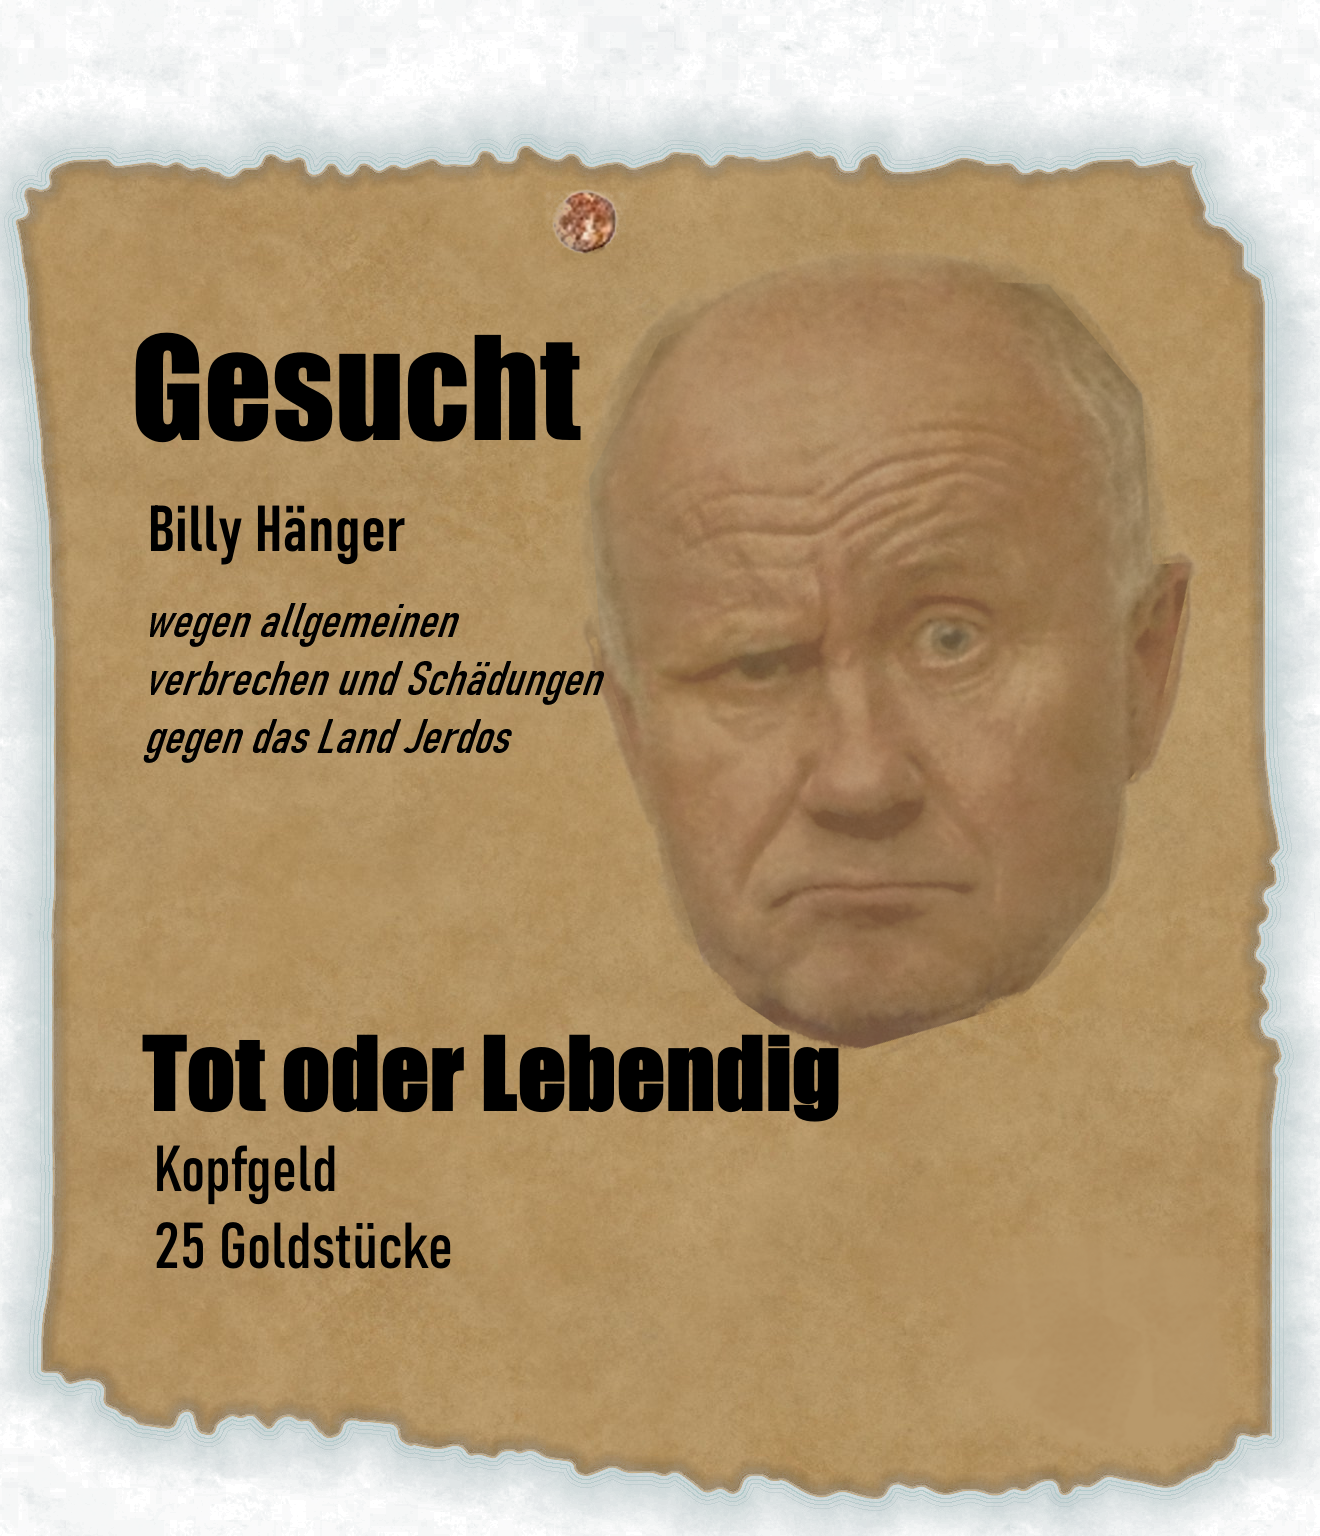 Gesucht
Billy Hänger
wegen allgemeinen
verbrechen und Schädungen
gegen das Land Jerdos
Tot oder Lebendig
Kopfgeld
25 Goldstücke